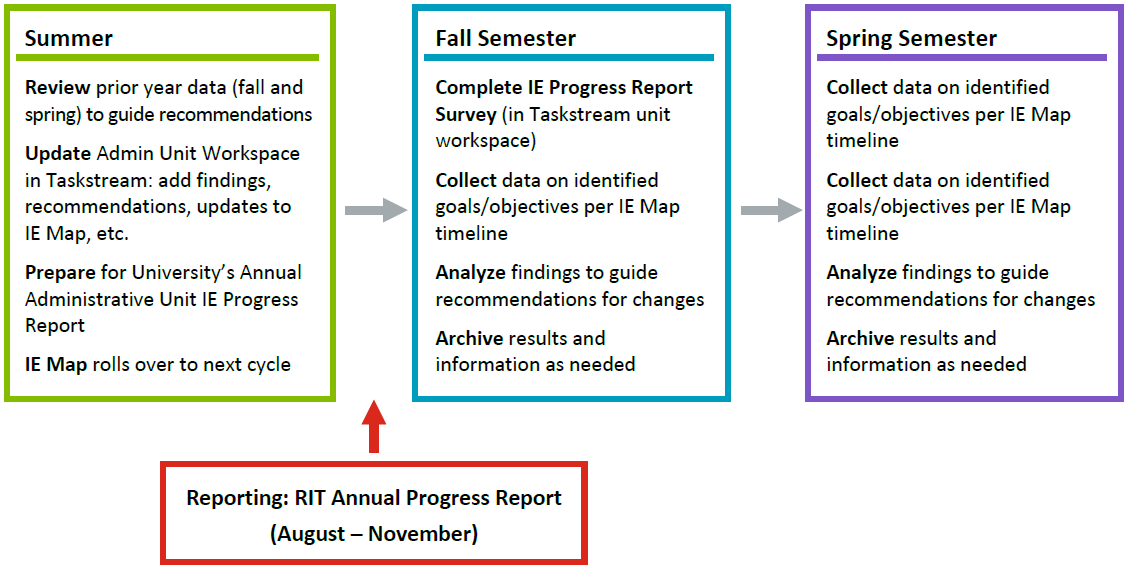 Summer
Review prior year data (fall and
spring) to guide recommendations
Update Admin Unit Workspace
in Taskstream: add findings,
recommendations, updates to
IE Map, etc.
Prepare for University’s Annual
Administrative Unit IE Progress
Report
IE Map rolls over to next cycle
Fall Semester
Complete IE Progress Report
Survey (in Taskstream unit
workspace)
Collect data on identified
goals/objectives per IE Map
timeline
Analyze findings to guide
recommendations for changes
Archive results and
information as needed
Spring Semester
Collect data on identified
goals/objectives per IE Map
timeline
Collect data on identified
goals/objectives per IE Map
timeline
Analyze findings to guide
recommendations for changes
Archive results and
information as needed
Reporting: RIT Annual Progress Report
(August – November)